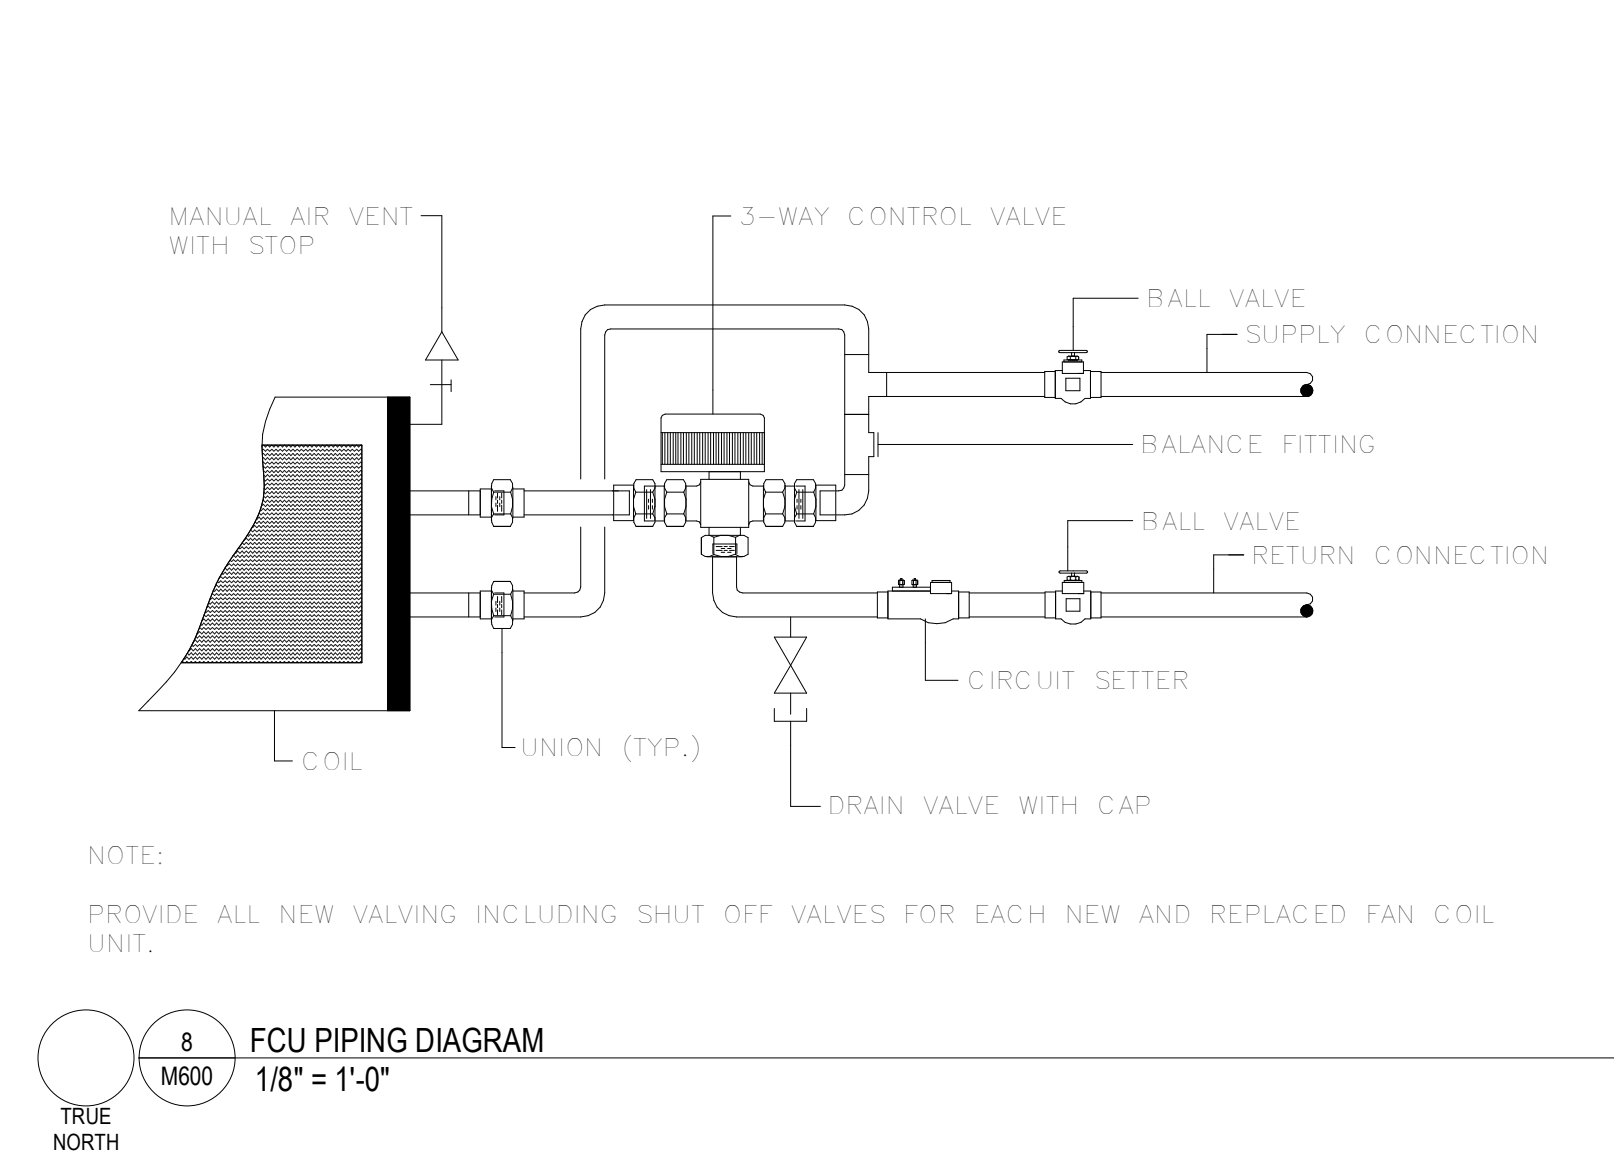 MANUAL AIR VENT
WITH STOP
3-WAY CONTROL VALVE
BALL VALVE
SUPPLY CONNECTION
BALANCE FITTING
BALL VALVE
RETURN CONNECTION
CIRCUIT SETTER
UNION (TYP.)
COIL
DRAIN VALVE WITH CAP
NOTE:
PROVIDE ALL NEW VALVING INCLUDING SHUT OFF VALVES FOR EACH NEW AND REPLACED FAN COIL
UNIT.
8
FCU PIPING DIAGRAM
M600
1/8" = 1'-0"
TRUE
NORTH